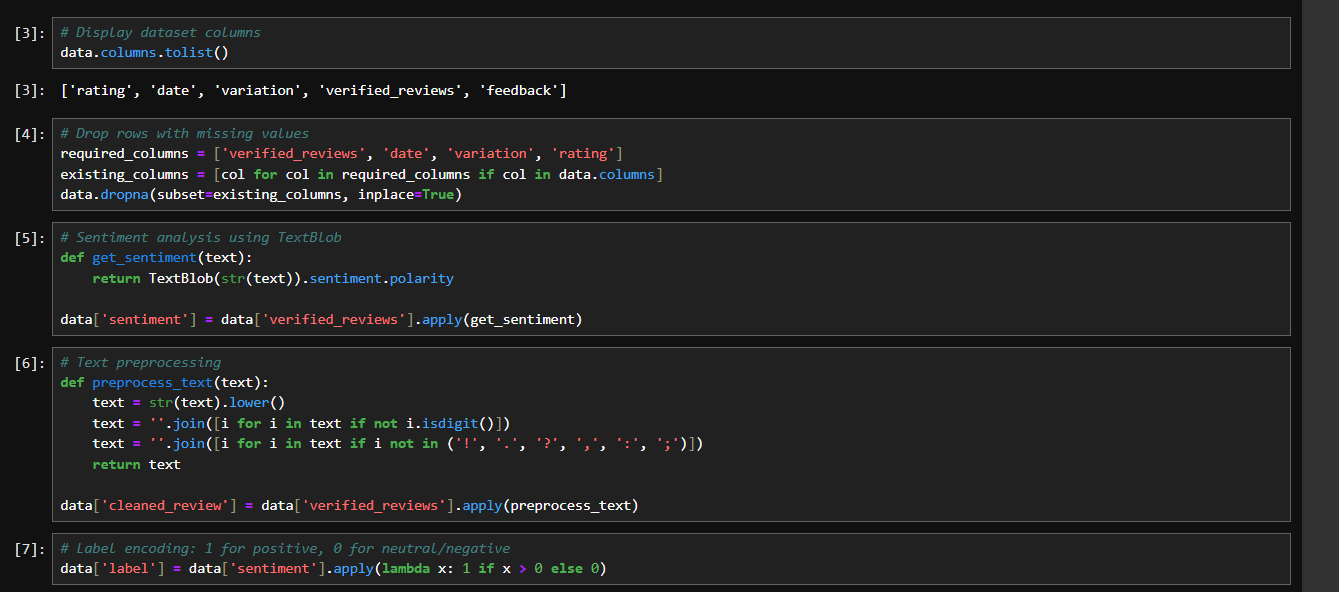 [3]: # Display dataset columns
data.columns.tolist()
[3]: ['rating', 'date', 'variation', 'verified_reviews', 'feedback']
[4]: # Drop rows with missing values
required_columns = ['verified_reviews', 'date', 'variation', 'rating']
existing_columns = [col for col in required_columns if col in data.columns]
data.dropna(subset=existing_columns, inplace=True)
[5]: # Sentiment analysis using TextBlob
def get_sentiment(text):
    return TextBlob(str(text)).sentiment.polarity
data['sentiment'] = data['verified_reviews'].apply(get_sentiment)
[6]: # Text preprocessing
def preprocess_text(text):
    text = str(text).lower()
    text = ''.join([i for i in text if not i.isdigit()])
    text = ''.join([i for i in text if i not in ('!', '.', '?', ',', ':', ';')])
    return text
data['cleaned_review'] = data['verified_reviews'].apply(preprocess_text)
[7]: # Label encoding: 1 for positive, 0 for neutral/negative
data['label'] = data['sentiment'].apply(lambda x: 1 if x > 0 else 0)